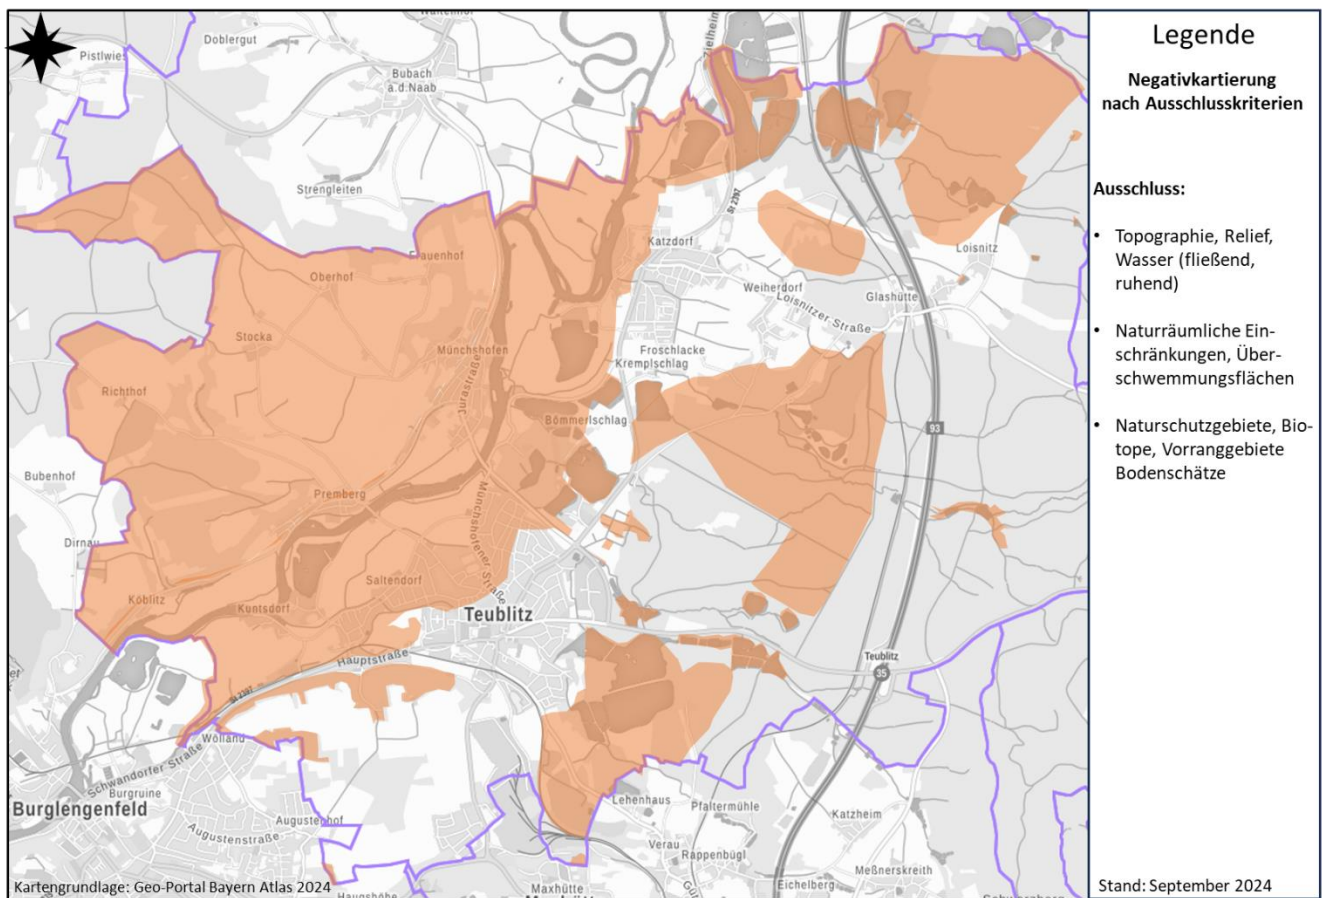 Legende
Negativkartierung
nach Ausschlusskriterien
Ausschluss:
• Topographie, Relief,
Wasser (fließend,
ruhend)
• Naturräumliche Ein-
schränkungen, Über-
schwemmungsflächen
• Naturschutzgebiete, Bio-
tope, Vorranggebiete
Bodenschätze
Stand: September 2024
Doblergut
Pistlwies
Bubach
a.d.Naab
Zielheim
Strengleiten
St 2397
Katzdorf
Loisnitz
Frauenhof
Oberhof
Weiherdorf
Glashütte
Loisnitzer Straße
Stocka
Münchshofen
Froschlacke
Kremplschlag
Jurastraße
Richthof
Bömmerlschlag
93
Bubenhof
Premberg
Münchshofener Straße
Dirnau
Saltendorf
Köblitz
Kuntsdorf
Teublitz
Hauptstraße
Teublitz
35
St 2397
Wölland
Schwandorfer Straße
Burgruine
Burglengenfeld
Augustenhof
Augustenstraße
Lehenhaus
Pfaltermühle
Katzheim
Verau
Rappenbügl
Meßnerskreith
Eichelberg
Maxhütte
Kartengrundlage: Geo-Portal Bayern Atlas 2024